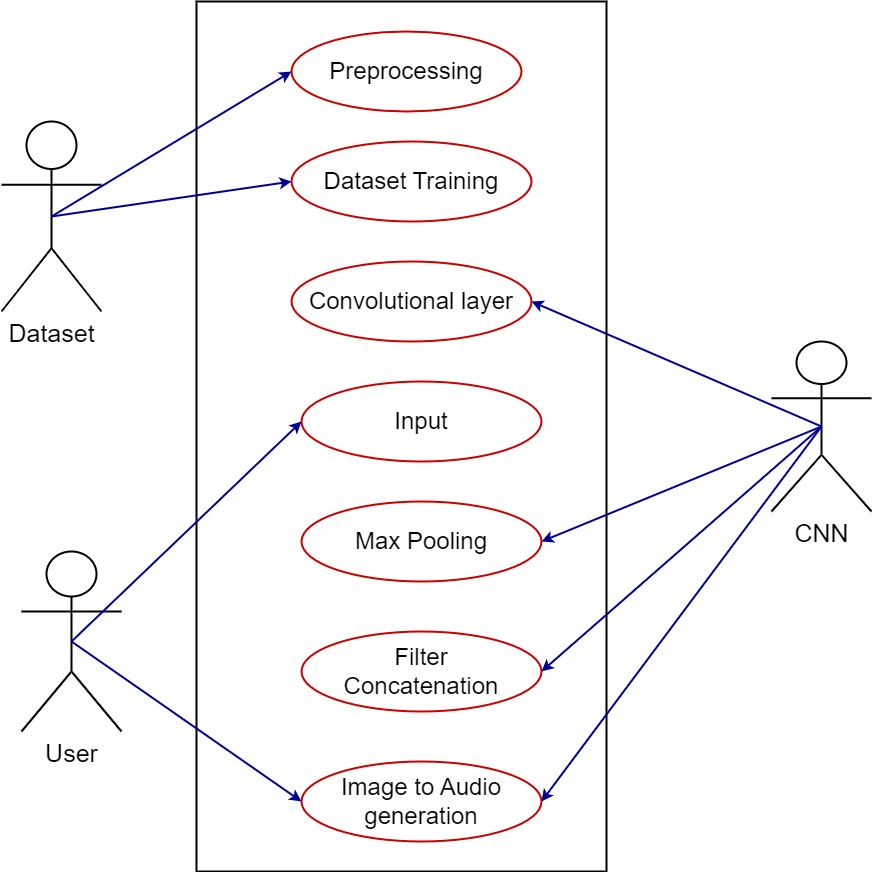 Preprocessing
Dataset Training
Dataset
Convolutional layer
Input
Max Pooling
CNN
Filter
Concatenation
User
Image to Audio
generation